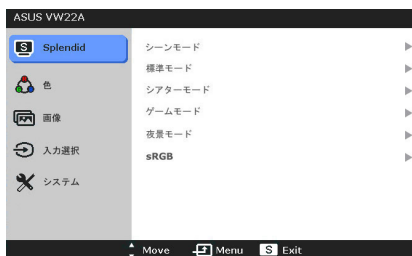 ASUS VW22A
S Splendid
色
画像
入力選択
システム
シーンモード
標準モード
シアターモード
ゲームモード
夜景モード
sRGB
Move Menu S Exit